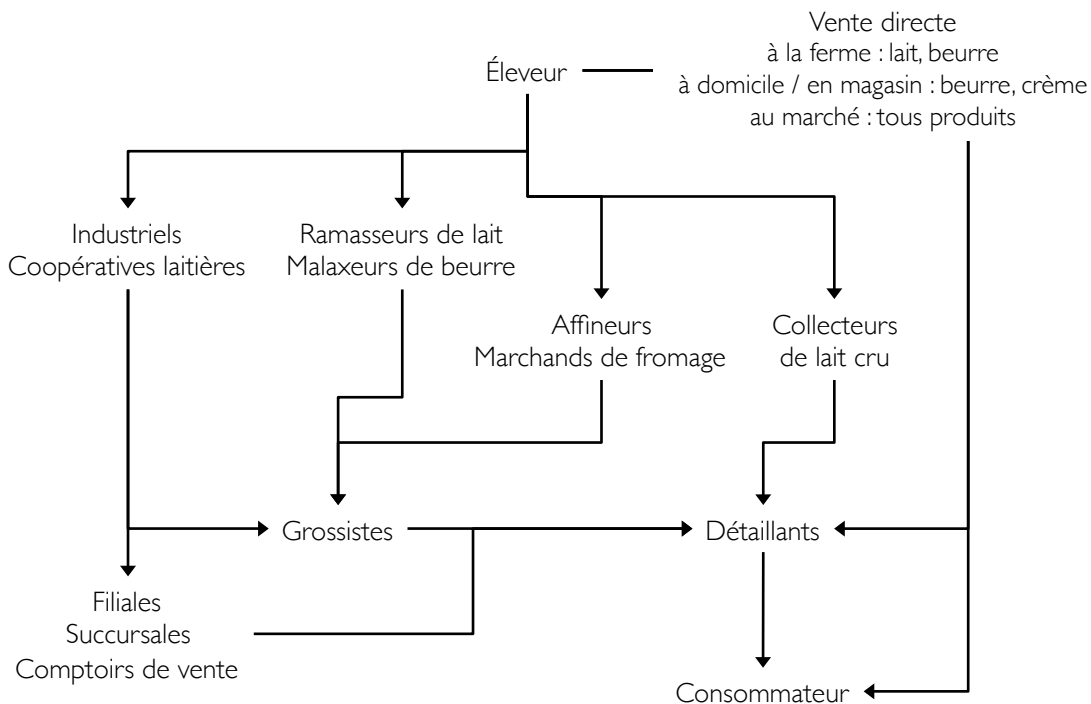 Vente directe
à la ferme : lait, beurre
à domicile / en magasin : beurre, crème
au marché : tous produits
Éleveur
Industriels
Coopératives laitières
Ramasseurs de lait
Malaxeurs de beurre
Affineurs
Marchands de fromage
Collecteurs
de lait cru
Grossistes
Détaillants
Filiales
Succursales
Comptoirs de vente
Consommateur